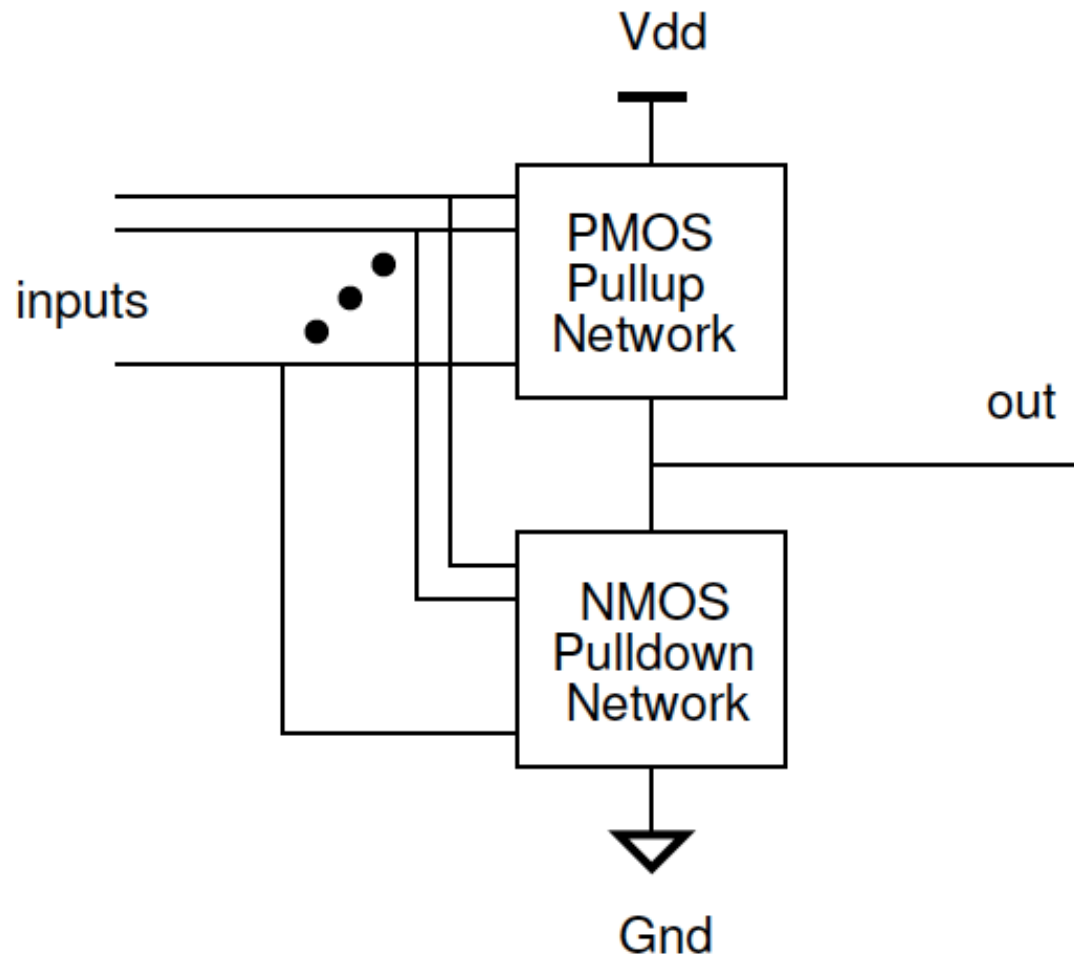 Vdd
PMOS
Pullup
Network
inputs
out
NMOS
Pulldown
Network
Gnd